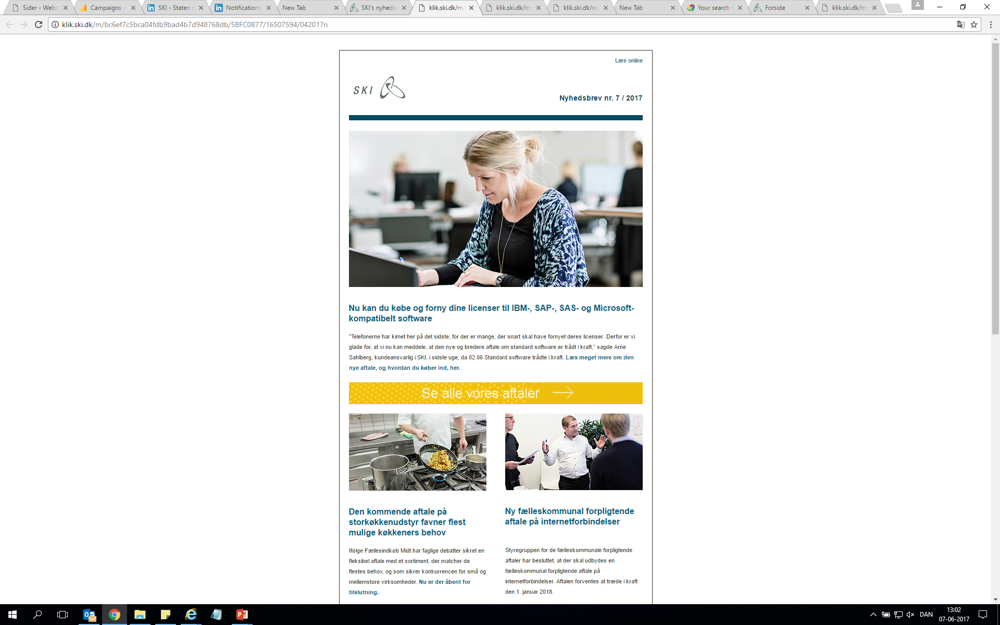 Sider - Webs
Campaigns -
SKI - Staten o
Notifications
New Tab
SKI's nyheds
klik.ski.dk/m
klik.ski.dk/m
klik.ski.dk/m
New Tab
Your search f
Forside
klik.ski.dk/m
klik.ski.dk/m/bc6ef7c5bca04fdb9bad4b7d948768db/5BFC0877/16507594/042017n
Læs online
SKI
Nyhedsbrev nr. 7 / 2017
Nu kan du købe og forny dine licenser til IBM-, SAP-, SAS- og Microsoft-
kompatibelt software
"Telefonerne har kimet her på det sidste, for der er mange, der snart skal have fornyet deres licenser. Derfor er vi
glade for, at vi nu kan meddele, at den nye og bredere aftale om standard software er trådt i kraft,” sagde Arne
Sahlberg, kundeansvarlig i SKI, i sidste uge, da 02.06 Standard software trådte i kraft. Læs meget mere om den
nye aftale, og hvordan du køber ind, her.
Se alle vores aftaler
Den kommende aftale på
storkøkkenudstyr favner flest
mulige køkkeners behov
Ifølge Fællesindkøb Midt har faglige debatter sikret en
fleksibel aftale med et sortiment, der matcher de
flestes behov, og som sikrer konkurrencen for små og
mellemstore virksomheder. Nu er der åbent for
tilslutning.
Ny fælleskommunal forpligtende
aftale på internetforbindelser
Styregruppen for de fælleskommunale forpligtende
aftaler har besluttet, at der skal udbydes en
fælleskommunal forpligtende aftale på
internetforbindelser. Aftalen forventes at træde i kraft
den 1. januar 2018.
DAN
13:02
07-06-2017